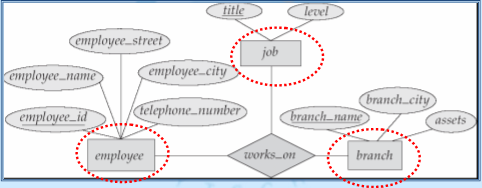 title
level
employee_street
job
employee_name
employee_city
branch_city
employee_id
telephone_number
branch_name
assets
employee
works_on
branch